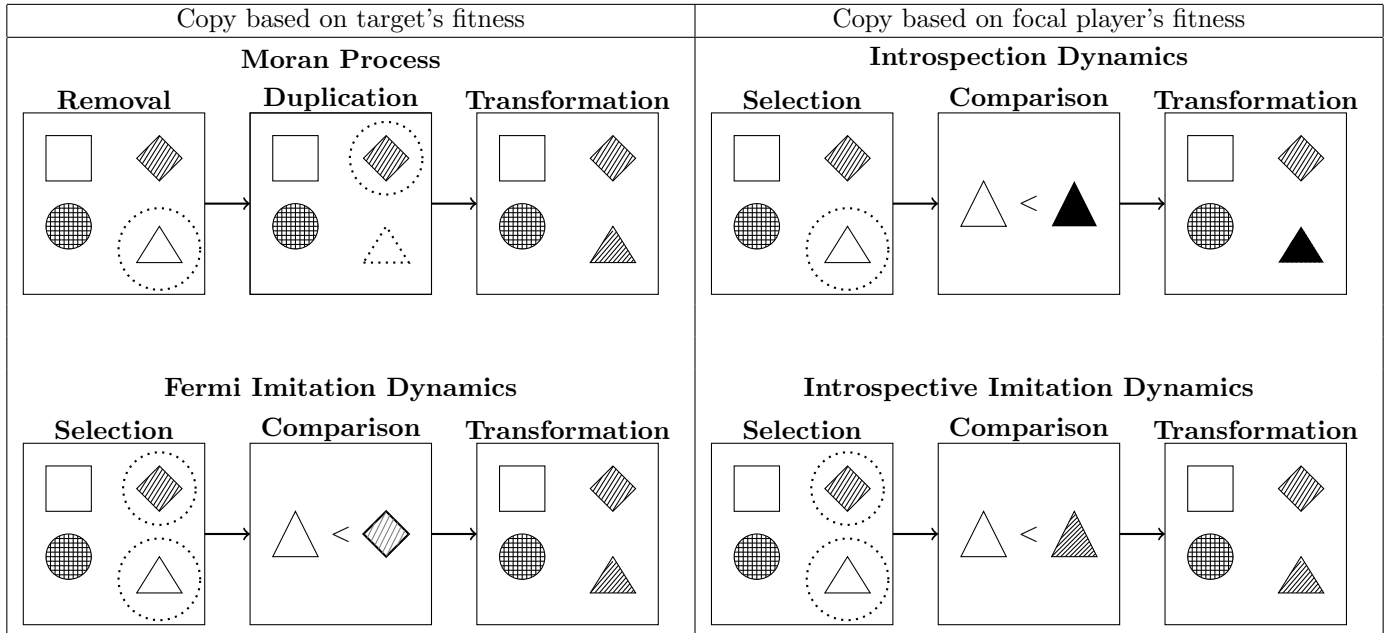 Copy based on target's fitness
Copy based on focal player's fitness
Moran Process
Removal
Duplication
Transformation
Introspection Dynamics
Selection
Comparison
Transformation
<
Fermi Imitation Dynamics
Selection
Comparison
Transformation
<
Introspective Imitation Dynamics
Selection
Comparison
Transformation
<